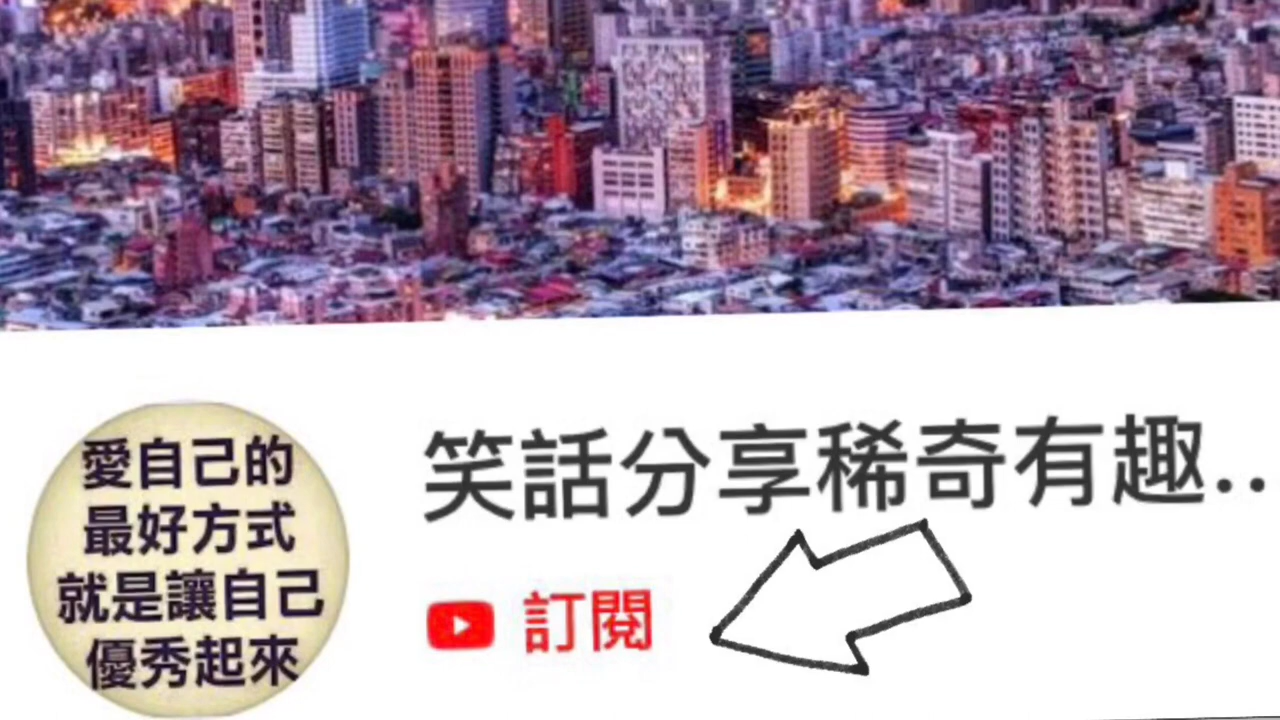 愛自己的
最好方式
就是讓自己
優秀起來
笑話分享稀奇有趣..
訂閱